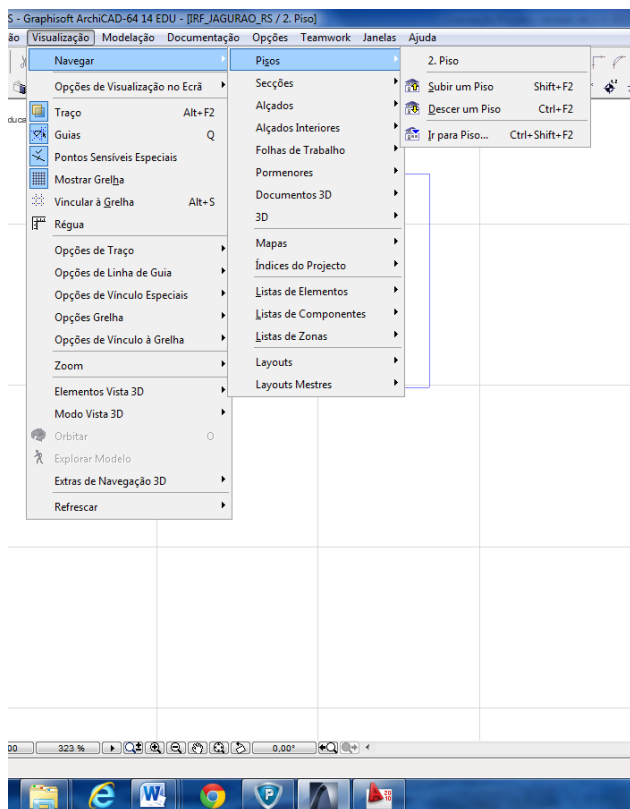 S - Graphisoft ArchiCAD-64 14 EDU - [IRF_JAGURAO_RS / 2. Piso]
ão Visualização Modelação Documentação Opções Teamwork Janelas Ajuda
Navegar
Opções de Visualização no Ecrã
Traço Alt+F2
Guias Q
Pontos Sensíveis Especiais
Mostrar Grelha
Vincular à Grelha Alt+S
Régua
Opções de Traço
Opções de Linha de Guia
Opções de Vínculo Especiais
Opções Grelha
Opções de Vínculo à Grelha
Zoom
Elementos Vista 3D
Modo Vista 3D
Orbitar O
Explorar Modelo
Extras de Navegação 3D
Refrescar
Pisos
Secções
Alçados
Alçados Interiores
Folhas de Trabalho
Pormenores
Documentos 3D
3D
Mapas
Índices do Projecto
Listas de Elementos
Listas de Componentes
Listas de Zonas
Layouts
Layouts Mestres
2. Piso
Subir um Piso Shift+F2
Descer um Piso Ctrl+F2
Ir para Piso... Ctrl+Shift+F2
duca
00 323 % 0,00°